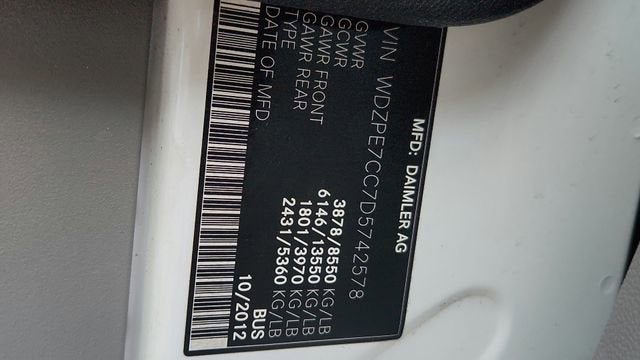 MFD: DAIMLER AG
VIN WDZPE7CC7D5742578
GVWR 3878/8550 KG/LB
GCWR 6146/13550 KG/LB
GAWR FRONT 1801/3970 KG/LB
GAWR REAR 2431/5360 KG/LB
TYPE BUS
DATE OF MFD 10/2012